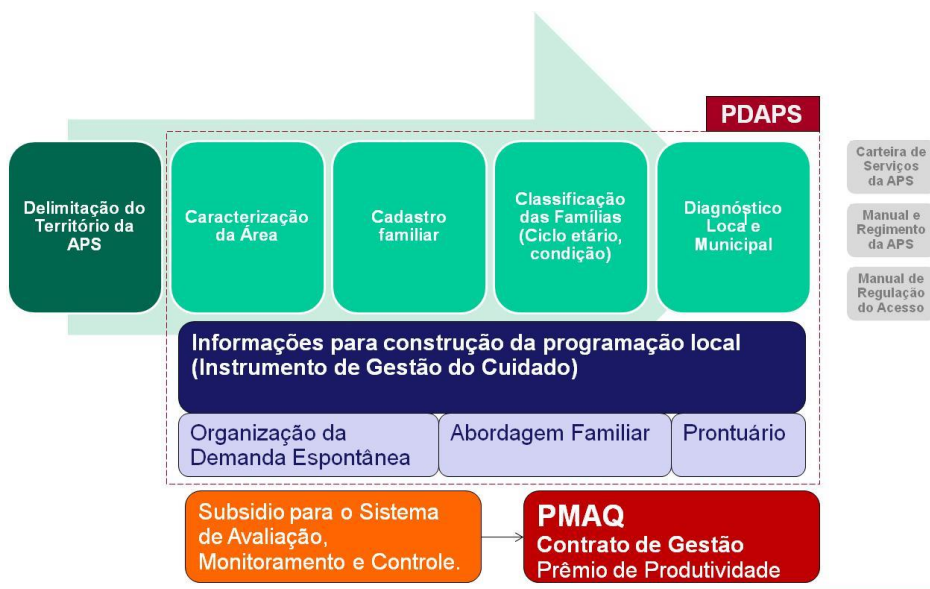 PDAPS
Delimitação do
Território da
APS
Caracterização
da Área
Cadastro
familiar
Classificação
das Famílias
(Ciclo etário,
condição)
Diagnóstico
Local e
Municipal
Carteira de
Serviços
da APS
Manual e
Regimento
da APS
Manual de
Regulação
do Acesso
Informações para construção da programação local
(Instrumento de Gestão do Cuidado)
Organização da
Demanda Espontânea
Abordagem Familiar
Prontuário
Subsidio para o Sistema
de Avaliação,
Monitoramento e Controle.
PMAQ
Contrato de Gestão
Prêmio de Produtividade